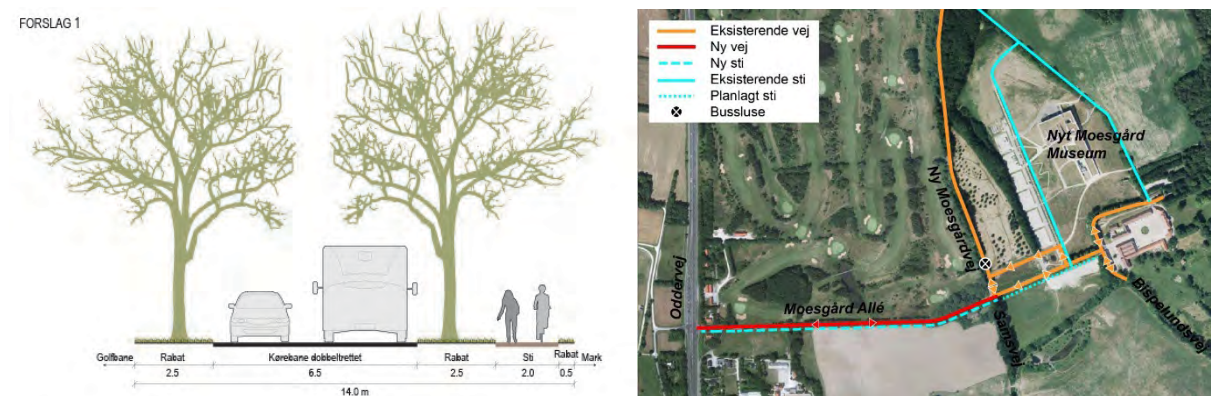 FORSLAG 1
Golfbane
Rabat
Kørebane dobbeltrettet
Rabat
Sti
Rabat
Mark
2.5
6.5
2.5
2.0
0.5
14.0 m
Eksisterende vej
Ny vej
Ny sti
Eksisterende sti
Planlagt sti
Bussluse
Nyt Moesgård
Museum
Ny Moesgårdvej
Oddervej
Moesgård Allé
Samsvej
Bispelundsvej